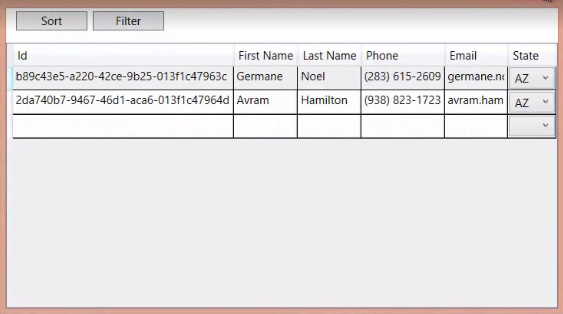 Sort Filter
Id First Name Last Name Phone Email State
b89c43e5-a220-42ce-9b25-013f1c47963c Germane Noel (283) 615-2609 germane.no AZ
2da740b7-9467-46d1-aca6-013f1c47964d Avram Hamilton (938) 823-1723 avram.ham AZ